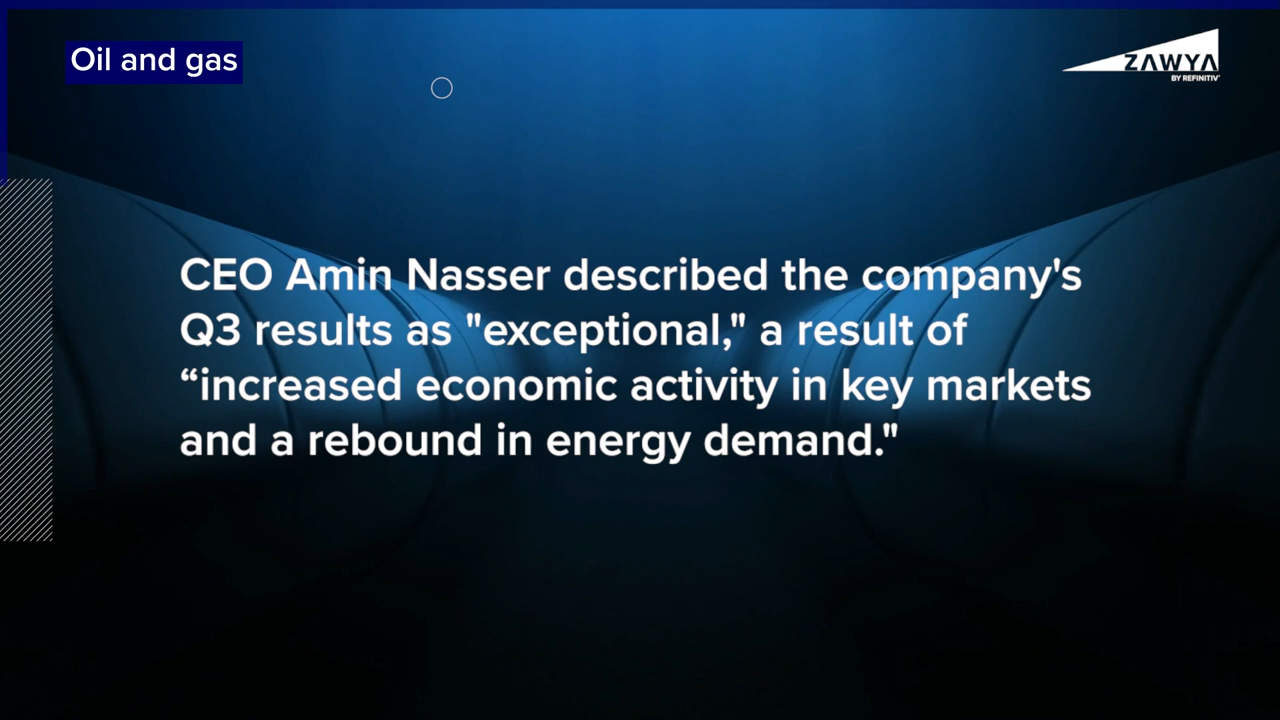 Oil and gas
ZAWYA
BY REFINITIV
CEO Amin Nasser described the company's
Q3 results as "exceptional," a result of
“increased economic activity in key markets
and a rebound in energy demand."